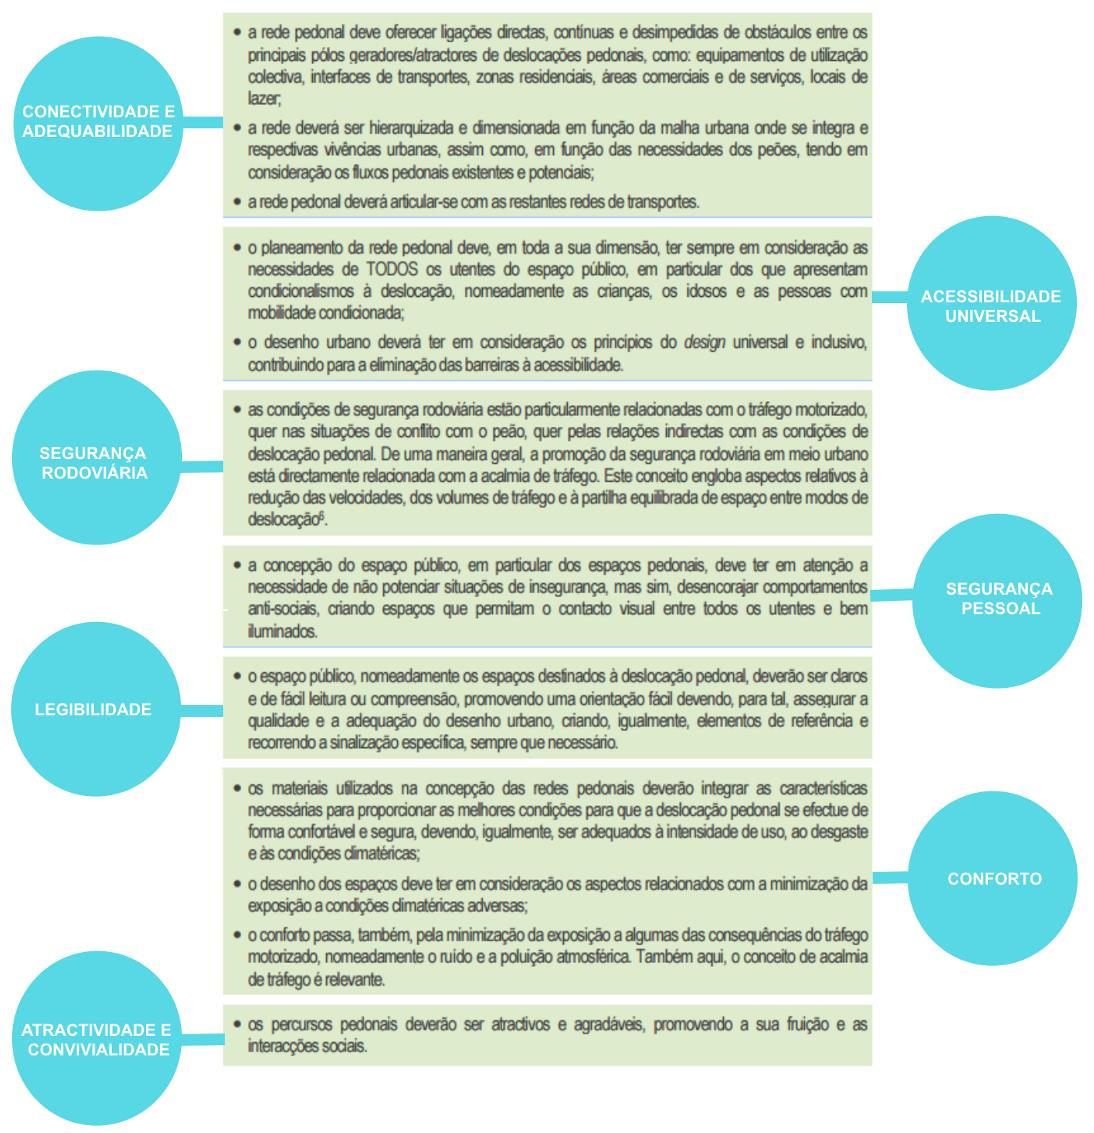 CONECTIVIDADE E
ADEQUABILIDADE
• a rede pedonal deve oferecer ligações directas, contínuas e desimpedidas de obstáculos entre os
principais pólos geradores/atractores de deslocações pedonais, como: equipamentos de utilização
colectiva, interfaces de transportes, zonas residenciais, áreas comerciais e de serviços, locais de
lazer;
• a rede deverá ser hierarquizada e dimensionada em função da malha urbana onde se integra e
respectivas vivências urbanas, assim como, em função das necessidades dos peões, tendo em
consideração os fluxos pedonais existentes e potenciais;
• a rede pedonal deverá articular-se com as restantes redes de transportes.
ACESSIBILIDADE
UNIVERSAL
• o planeamento da rede pedonal deve, em toda a sua dimensão, ter sempre em consideração as
necessidades de TODOS os utentes do espaço público, em particular dos que apresentam
condicionalismos à deslocação, nomeadamente as crianças, os idosos e as pessoas com
mobilidade condicionada;
• o desenho urbano deverá ter em consideração os principios do design universal e inclusivo,
contribuindo para a eliminação das barreiras à acessibilidade.
SEGURANÇA
RODOVIÁRIA
• as condições de segurança rodoviária estão particularmente relacionadas com o tráfego motorizado,
quer nas situações de conflito com o peão, quer pelas relações indirectas com as condições de
deslocação pedonal. De uma maneira geral, a promoção da segurança rodoviária em meio urbano
está directamente relacionada com a acalmia de tráfego. Este conceito engloba aspectos relativos à
redução das velocidades, dos volumes de tráfego e à partilha equilibrada de espaço entre modos de
deslocação⁶.
SEGURANÇA
PESSOAL
• a concepção do espaço público, em particular dos espaços pedonais, deve ter em atenção a
necessidade de não potenciar situações de insegurança, mas sim, desencorajar comportamentos
anti-sociais, criando espaços que permitam o contacto visual entre todos os utentes e bem
iluminados.
LEGIBILIDADE
• o espaço público, nomeadamente os espaços destinados à deslocação pedonal, deverão ser claros
e de fácil leitura ou compreensão, promovendo uma orientação fácil devendo, para tal, assegurar a
qualidade e a adequação do desenho urbano, criando, igualmente, elementos de referência e
recorrendo a sinalização específica, sempre que necessário.
CONFORTO
• os materiais utilizados na concepção das redes pedonais deverão integrar as características
necessárias para proporcionar as melhores condições para que a deslocação pedonal se efectue de
forma confortável e segura, devendo, igualmente, ser adequados à intensidade de uso, ao desgaste
e às condições climatéricas;
• o desenho dos espaços deve ter em consideração os aspectos relacionados com a minimização da
exposição a condições climatéricas adversas;
• o conforto passa, também, pela minimização da exposição a algumas das consequências do tráfego
motorizado, nomeadamente o ruído e a poluição atmosférica. Também aqui, o conceito de acalmia
de tráfego é relevante.
ATRACTIVIDADE E
CONVIVIALIDADE
• os percursos pedonais deverão ser atractivos e agradáveis, promovendo a sua fruição e as
interacções sociais.